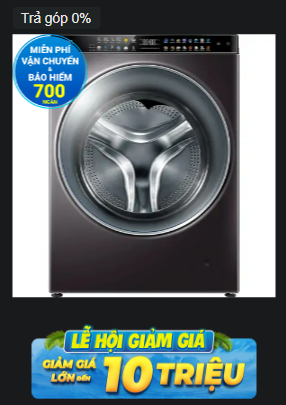 Trả góp 0%
MIỄN PHÍ
VẬN CHUYỂN
&
BẢO HIỂM
700
NGÀN
LỄ HỘI GIẢM GIÁ
GIẢM GIÁ
LỚN ĐẾN
10 TRIỆU